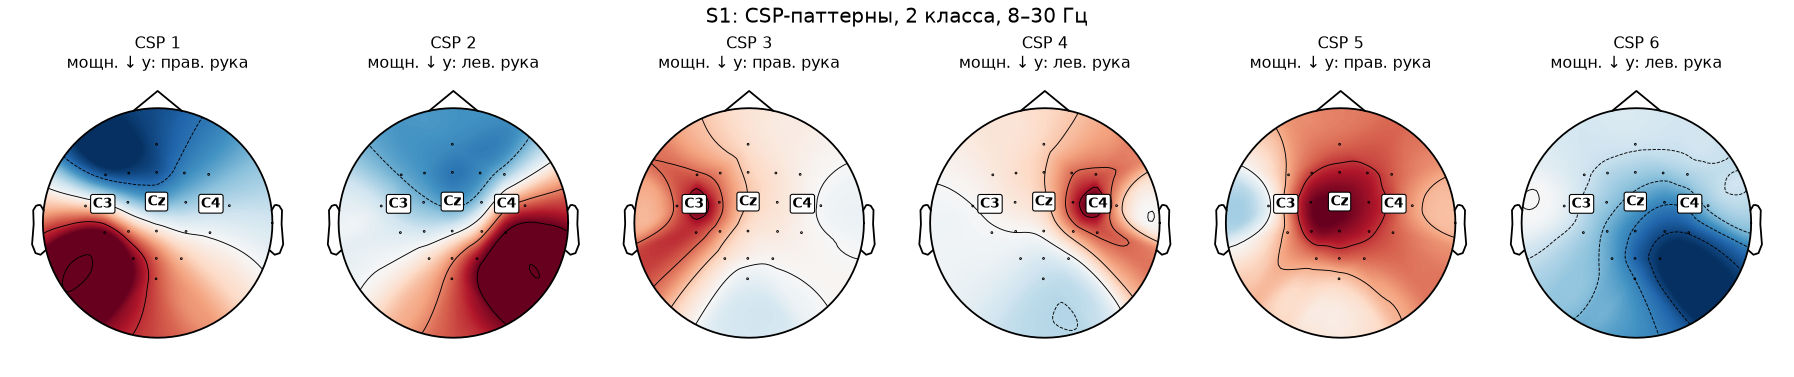 S1: CSP-паттерны, 2 класса, 8–30 Гц
CSP 1
мощн. ↓ у: прав. рука
CSP 2
мощн. ↓ у: лев. рука
CSP 3
мощн. ↓ у: прав. рука
CSP 4
мощн. ↓ у: лев. рука
CSP 5
мощн. ↓ у: прав. рука
CSP 6
мощн. ↓ у: лев. рука
C3 Cz C4
C3 Cz C4
C3 Cz C4
C3 Cz C4
C3 Cz C4
C3 Cz C4